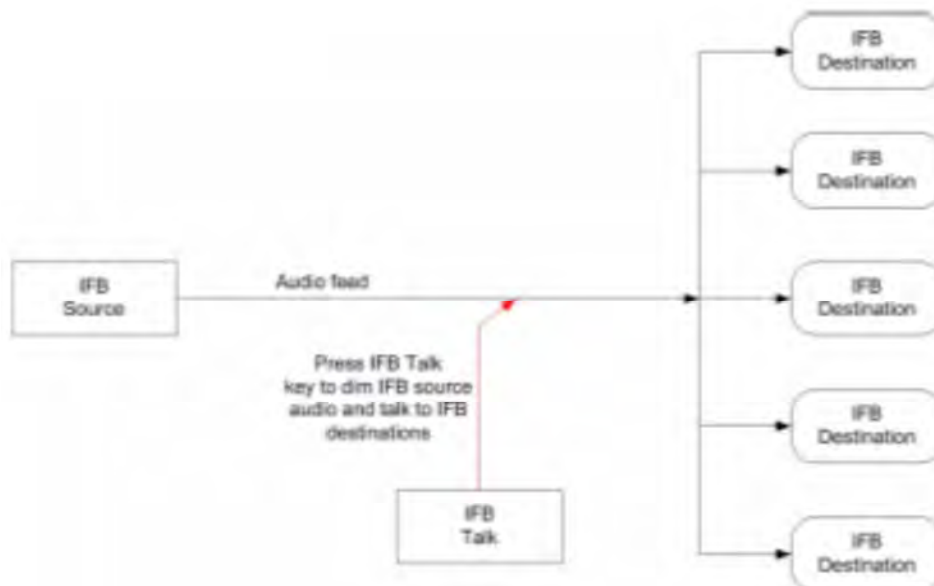 IFB
Destination
IFB
Destination
IFB
Source
Audio feed
IFB
Destination
Press IFB Talk
key to dim IFB source
audio and talk to IFB
destinations
IFB
Destination
IFB
Talk
IFB
Destination